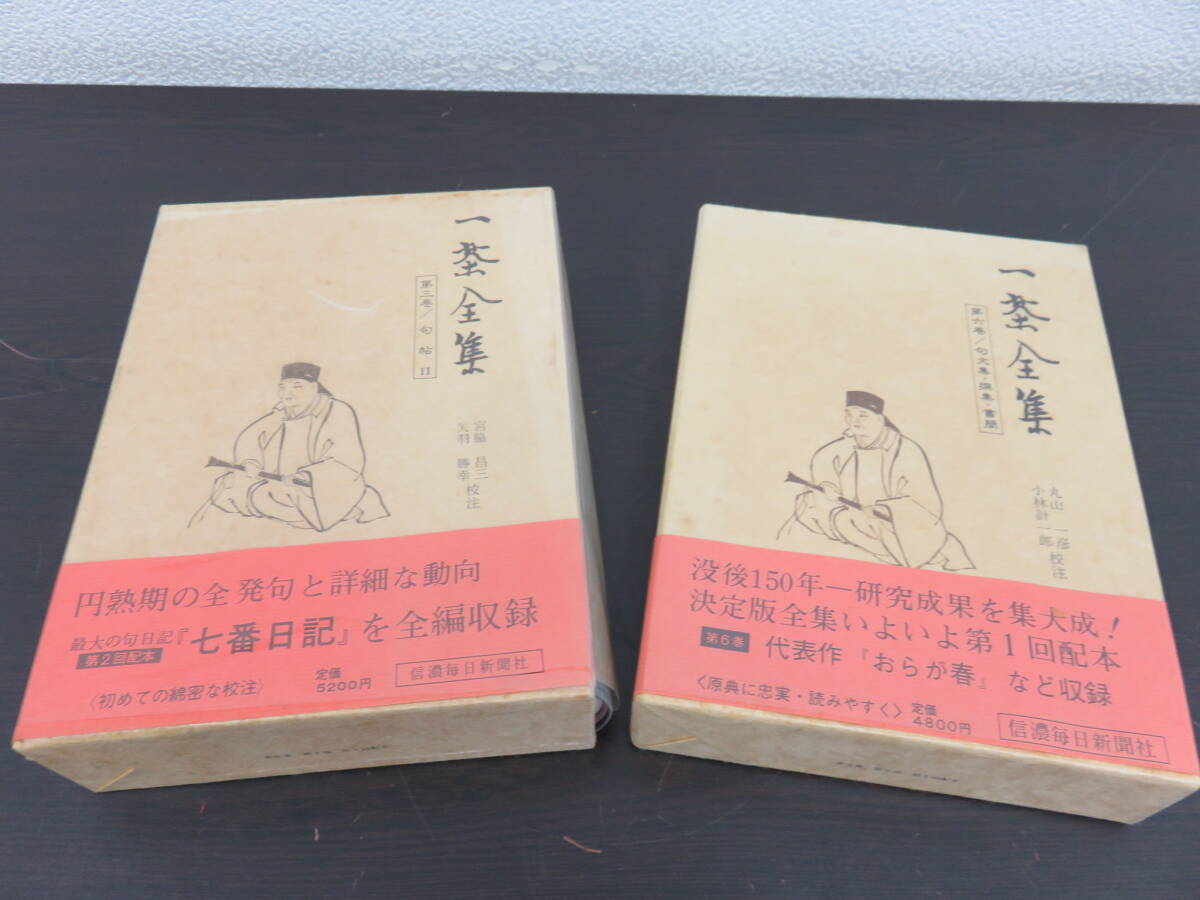 一茶全集
第三巻/句帖 II
宮脇 昌三
矢羽 勝幸 校注
円熟期の全発句と詳細な動向
最大の句日記『七番日記』を全編収録
第2回配本
〈初めての綿密な校注〉
定価
5200円
信濃毎日新聞社
一茶全集
第六巻/句文集・撰集・書簡
丸山 一彦
小林計一郎 校注
没後150年―研究成果を集大成!
決定版全集いよいよ第1回配本
第6巻 代表作『おらが春』など収録
〈原典に忠実・読みやすく〉
定価
4800円
信濃毎日新聞社